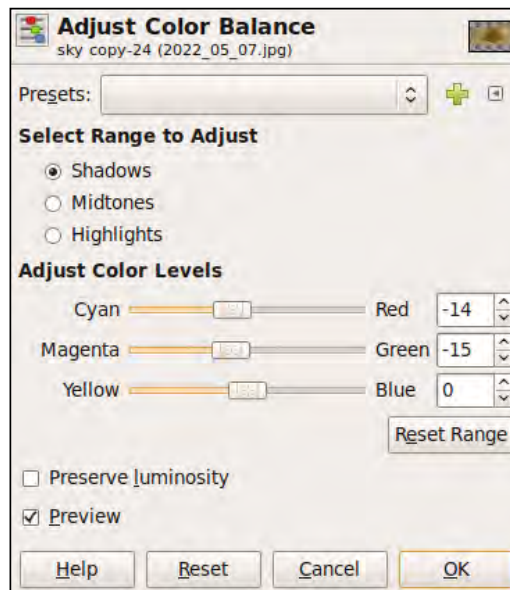 Adjust Color Balance
sky copy-24 (2022_05_07.jpg)
Presets:
Select Range to Adjust
Shadows
Midtones
Highlights
Adjust Color Levels
Cyan Red -14
Magenta Green -15
Yellow Blue 0
Reset Range
Preserve luminosity
Preview
Help Reset Cancel OK